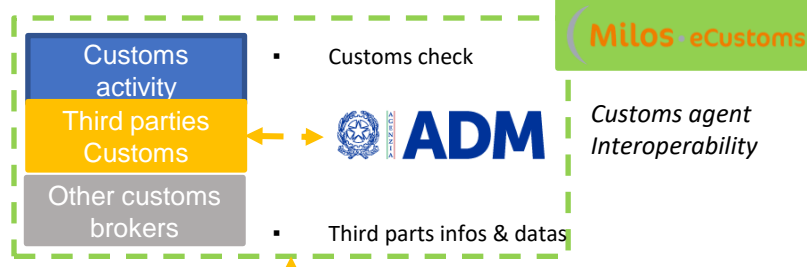 Milos eCustoms
Customs
activity
▪ Customs check
Third parties
Customs
AGENZIA
ADM
Customs agent
Interoperability
Other customs
brokers
▪ Third parts infos & datas